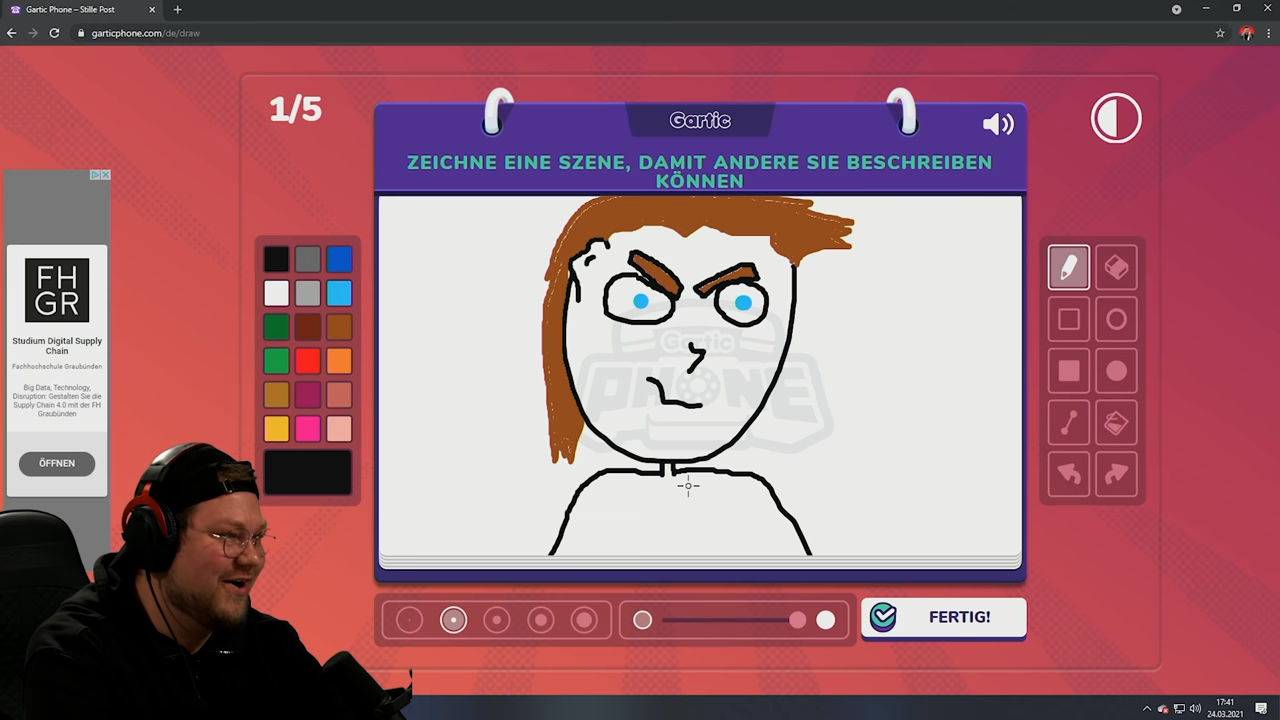 Gartic Phone – Stille Post
garticphone.com/de/draw
1/5
Gartic
ZEICHNE EINE SZENE, DAMIT ANDERE SIE BESCHREIBEN
KÖNNEN
FH
GR
Studium Digital Supply
Chain
Fachhochschule Graubünden
Big Data, Technology,
Disruption: Gestalten Sie die
Supply Chain 4.0 mit der FH
Graubünden
ÖFFNEN
Gartic
PHONE
FERTIG!
17:41
24.03.2021